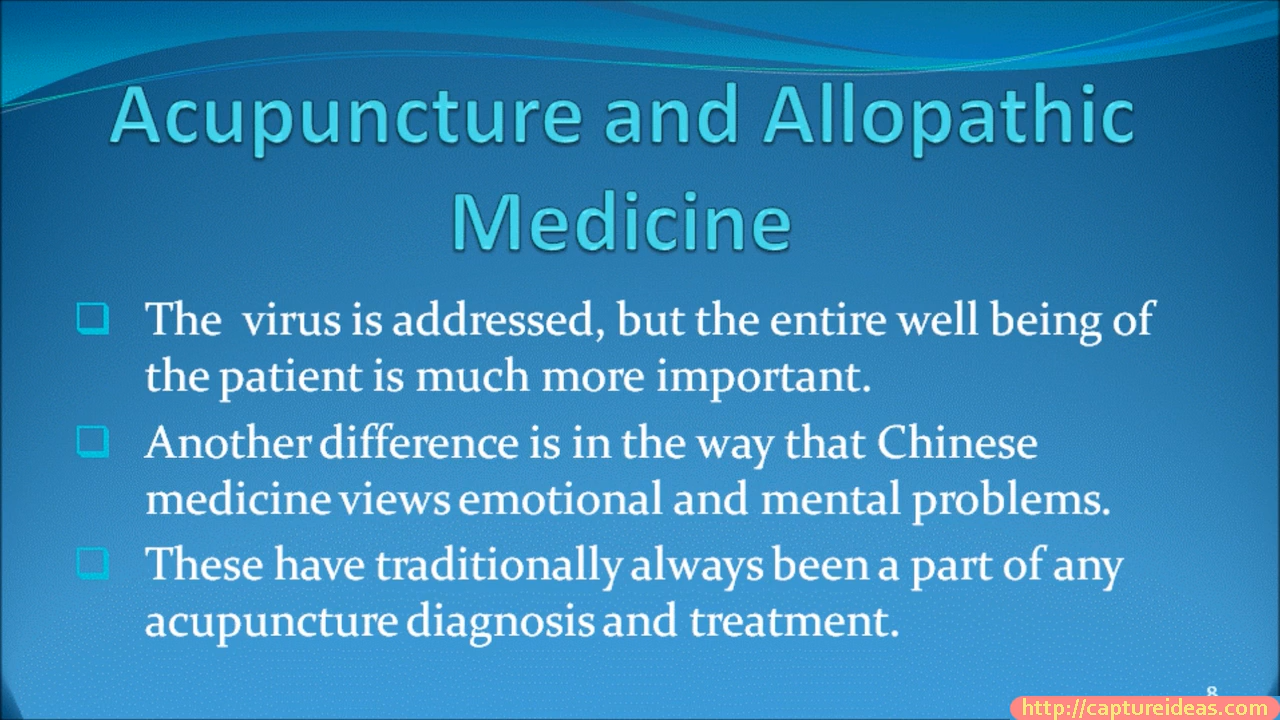 Acupuncture and Allopathic
Medicine
The virus is addressed, but the entire well being of
the patient is much more important.
Another difference is in the way that Chinese
medicine views emotional and mental problems.
These have traditionally always been a part of any
acupuncture diagnosis and treatment.
8
http://captureideas.com